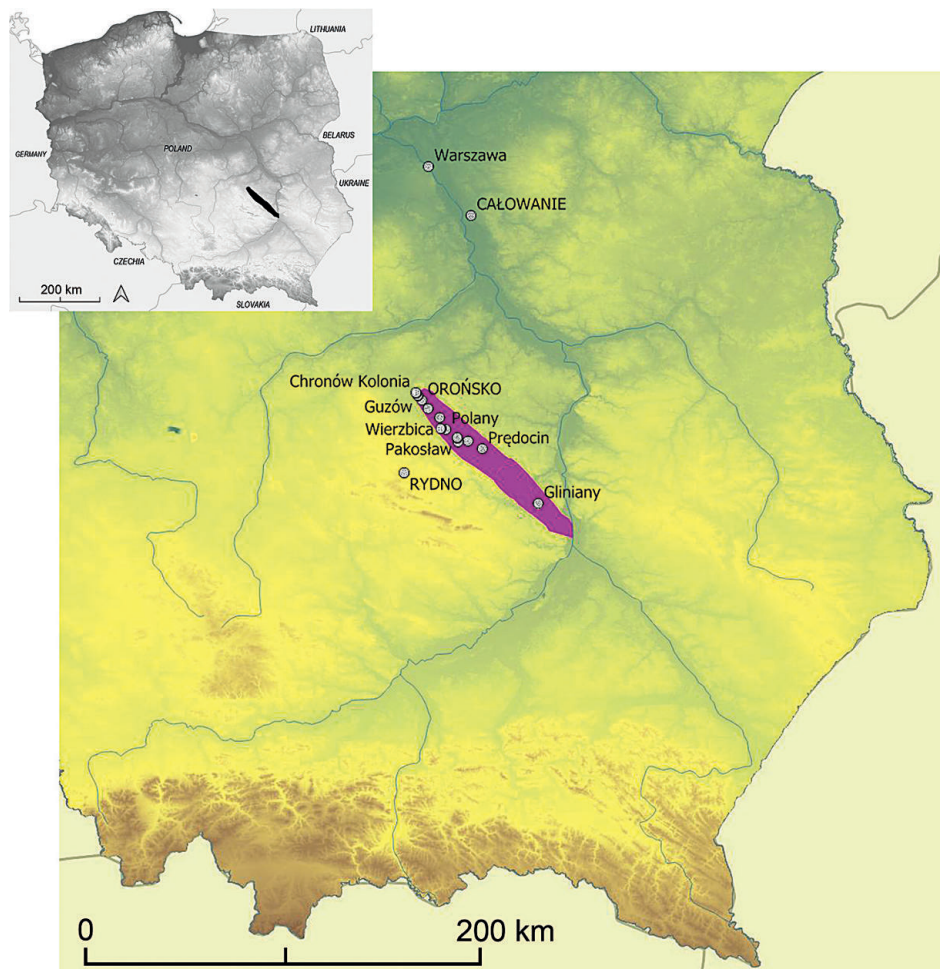 LITHUANIA
BELARUS
GERMANY
POLAND
UKRAINE
CZECHIA
200 km
SLOVAKIA
Warszawa
CAŁOWANIE
Chronów Kolonia
OROŃSKO
Guzów
Polany
Wierzbica
Prędocin
Pakosław
RYDNO
Gliniany
0
200 km